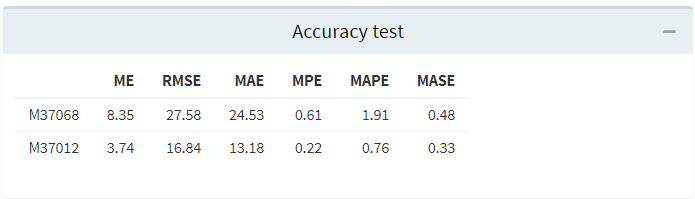 Accuracy test
ME RMSE MAE MPE MAPE MASE
M37068 8.35 27.58 24.53 0.61 1.91 0.48
M37012 3.74 16.84 13.18 0.22 0.76 0.33